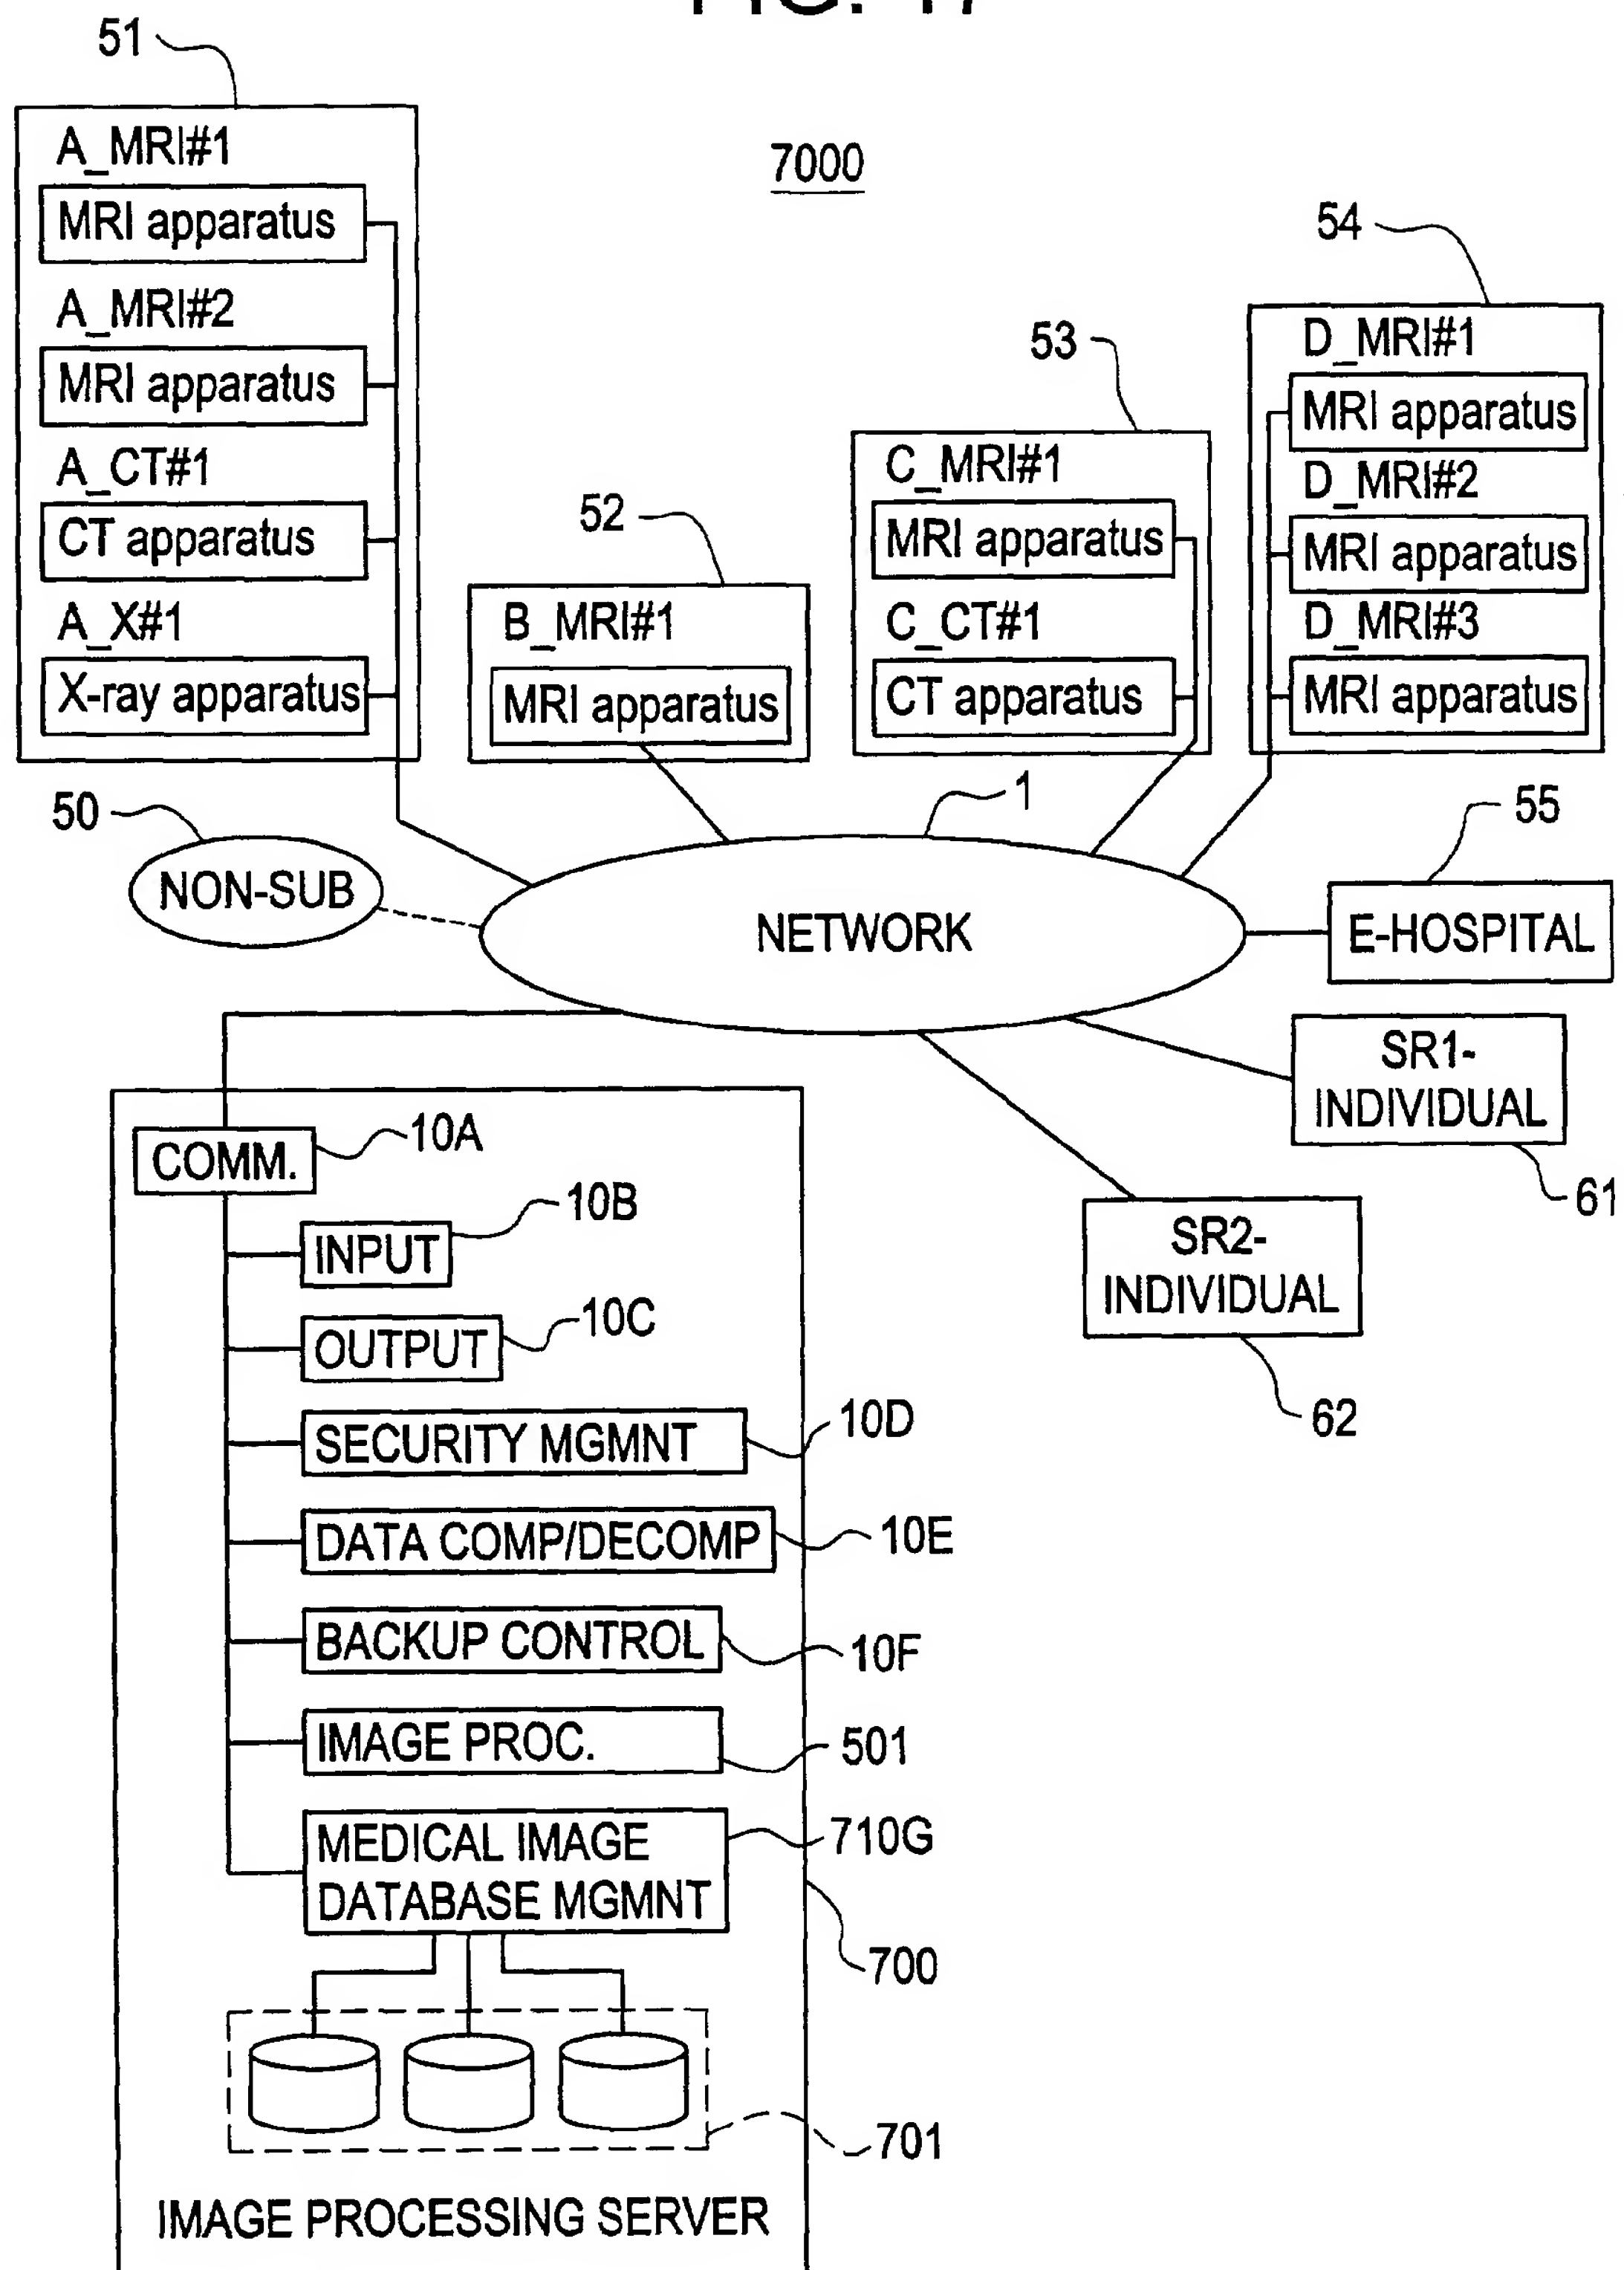 51
A_MRI#1
MRI apparatus
A_MRI#2
MRI apparatus
A_CT#1
CT apparatus
A_X#1
X-ray apparatus
7000
52
B_MRI#1
MRI apparatus
53
C_MRI#1
MRI apparatus
C_CT#1
CT apparatus
54
D_MRI#1
MRI apparatus
D_MRI#2
MRI apparatus
D_MRI#3
MRI apparatus
50
NON-SUB
1
NETWORK
55
E-HOSPITAL
SR1-
INDIVIDUAL
61
SR2-
INDIVIDUAL
62
COMM.
10A
INPUT
10B
OUTPUT
10C
SECURITY MGMNT
10D
DATA COMP/DECOMP
10E
BACKUP CONTROL
10F
IMAGE PROC.
501
MEDICAL IMAGE
DATABASE MGMNT
710G
700
701
IMAGE PROCESSING SERVER